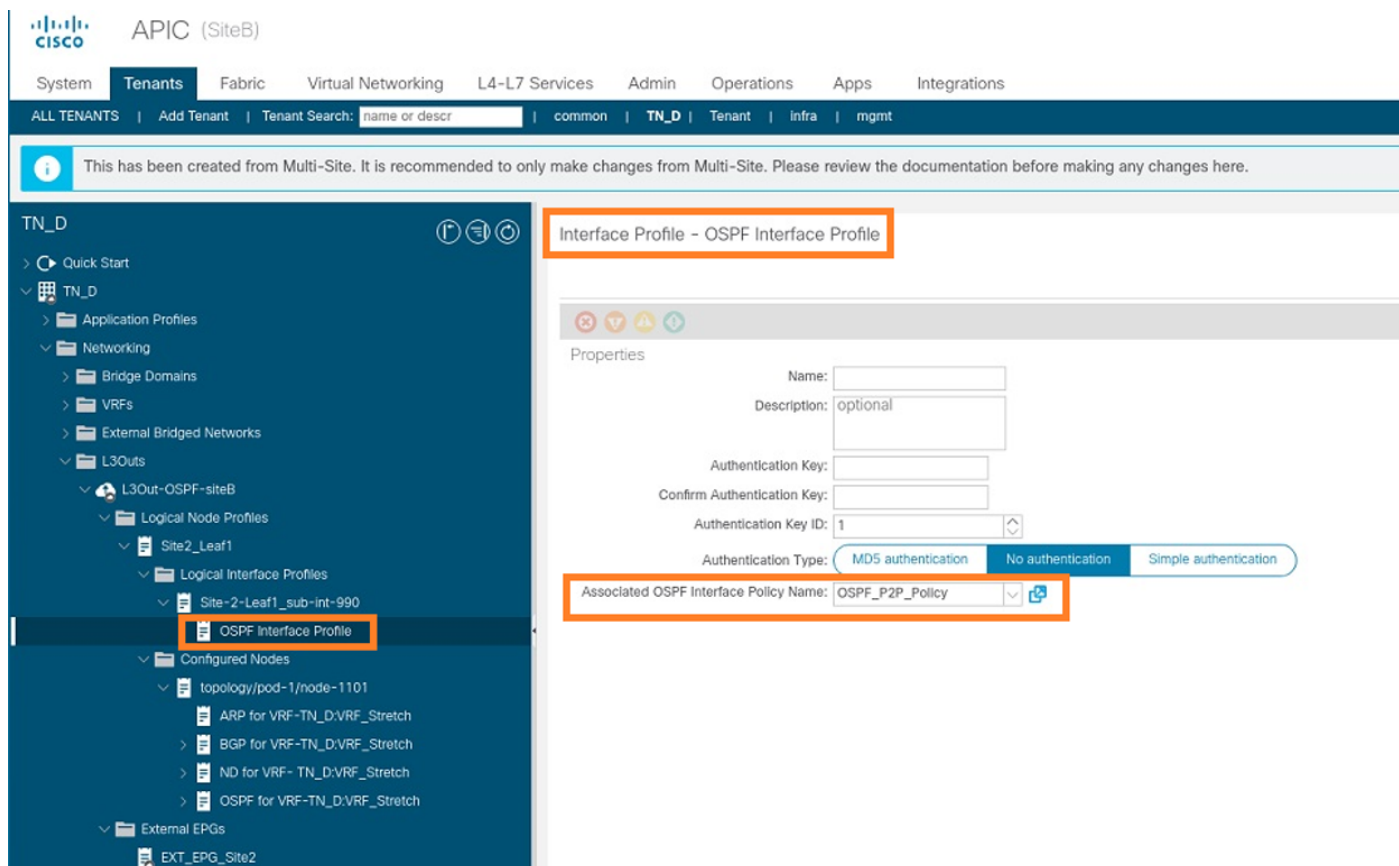 CISCO
APIC (SiteB)
System Tenants Fabric Virtual Networking L4-L7 Services Admin Operations Apps Integrations
ALL TENANTS | Add Tenant | Tenant Search: name or descr | common | TN_D | Tenant | infra | mgmt
i This has been created from Multi-Site. It is recommended to only make changes from Multi-Site. Please review the documentation before making any changes here.
TN_D
Quick Start
TN_D
Application Profiles
Networking
Bridge Domains
VRFs
External Bridged Networks
L3Outs
L3Out-OSPF-siteB
Logical Node Profiles
Site2_Leaf1
Logical Interface Profiles
Site-2-Leaf1_sub-int-990
OSPF Interface Profile
Configured Nodes
topology/pod-1/node-1101
ARP for VRF-TN_D:VRF_Stretch
BGP for VRF-TN_D:VRF_Stretch
ND for VRF- TN_D:VRF_Stretch
OSPF for VRF-TN_D:VRF_Stretch
External EPGs
EXT_EPG_Site2
Interface Profile - OSPF Interface Profile
Properties
Name:
Description: optional
Authentication Key:
Confirm Authentication Key:
Authentication Key ID: 1
Authentication Type: MD5 authentication No authentication Simple authentication
Associated OSPF Interface Policy Name: OSPF_P2P_Policy